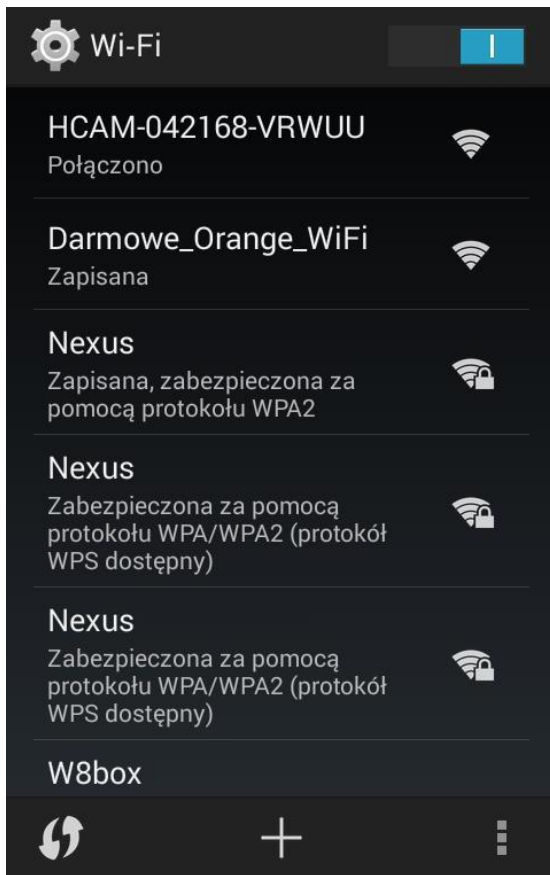 Wi-Fi
HCAM-042168-VRWUU
Połączono
Darmowe_Orange_WiFi
Zapisana
Nexus
Zapisana, zabezpieczona za
pomocą protokołu WPA2
Nexus
Zabezpieczona za pomocą
protokołu WPA/WPA2 (protokół
WPS dostępny)
Nexus
Zabezpieczona za pomocą
protokołu WPA/WPA2 (protokół
WPS dostępny)
W8box